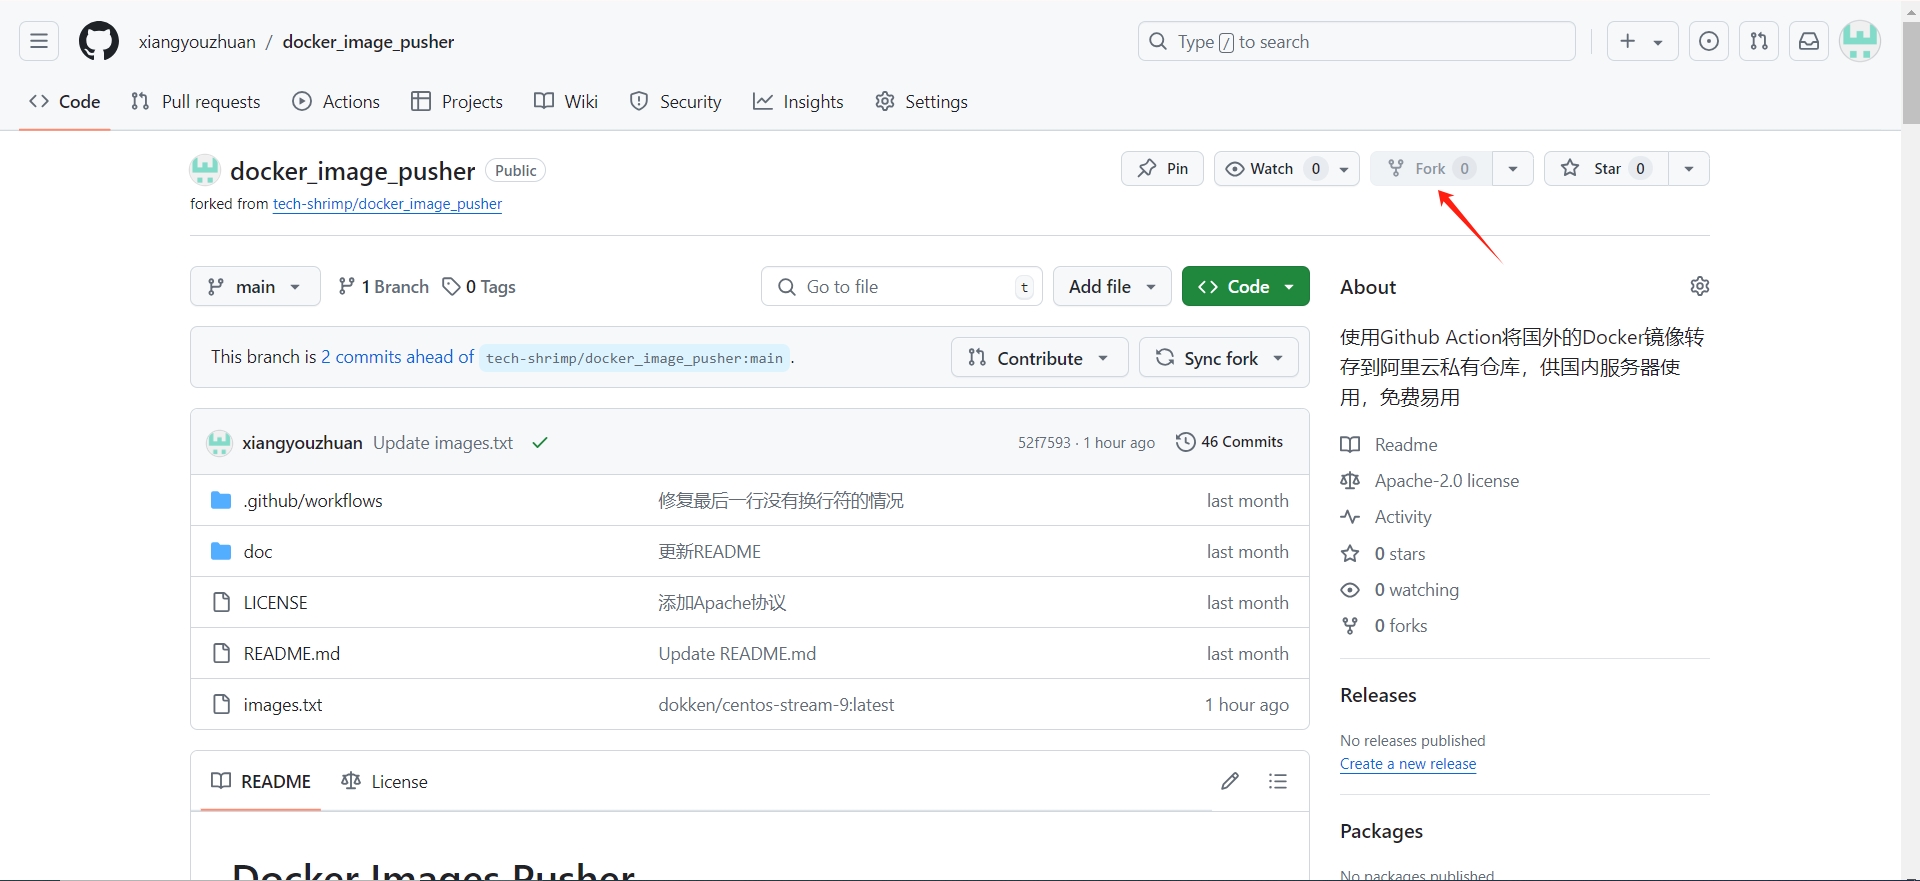 xiangyouzhuan / docker_image_pusher
Type / to search
Code
Pull requests
Actions
Projects
Wiki
Security
Insights
Settings
docker_image_pusher Public
Pin
Watch 0
Fork 0
Star 0
forked from tech-shrimp/docker_image_pusher
main
1 Branch
0 Tags
Go to file t
Add file
Code
This branch is 2 commits ahead of tech-shrimp/docker_image_pusher:main .
Contribute
Sync fork
xiangyouzhuan Update images.txt 52f7593 · 1 hour ago 46 Commits
.github/workflows 修复最后一行没有换行符的情况 last month
doc 更新README last month
LICENSE 添加Apache协议 last month
README.md Update README.md last month
images.txt dokken/centos-stream-9:latest 1 hour ago
README
License
Docker Images Pusher
About
使用Github Action将国外的Docker镜像转
存到阿里云私有仓库，供国内服务器使
用，免费易用
Readme
Apache-2.0 license
Activity
0 stars
0 watching
0 forks
Releases
No releases published
Create a new release
Packages
No packages published